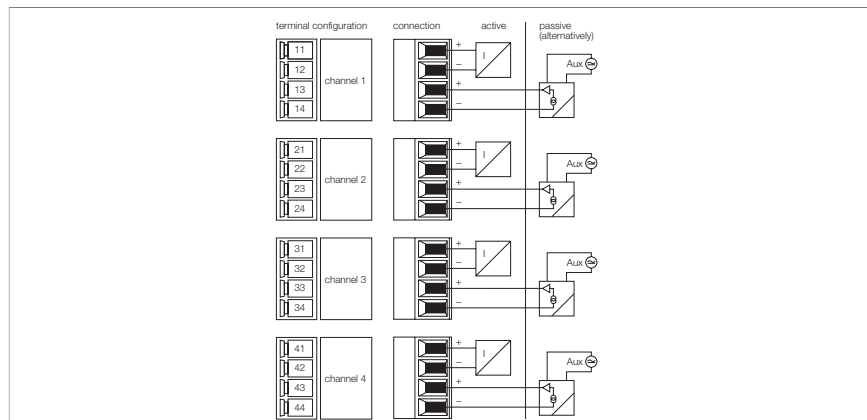 terminal configuration connection active passive
(alternatively)
11 + I Aux
12 channel 1 −
13 +
14 −
21 + I Aux
22 channel 2 −
23 +
24 −
31 + I Aux
32 channel 3 −
33 +
34 −
41 + I Aux
42 channel 4 −
43 +
44 −